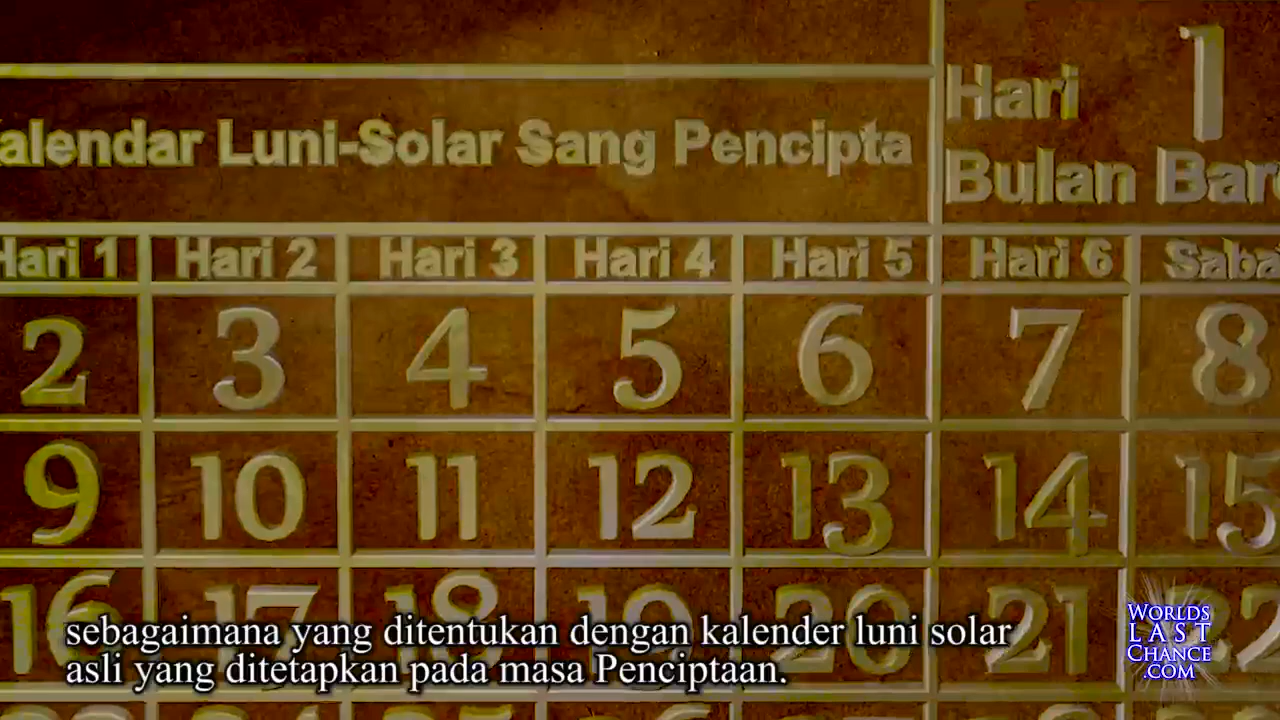 1
Hari
alendar Luni-Solar Sang Pencipta
Bulan
Hari 1 Hari 2 Hari 3 Hari 4 Hari 5 Hari 6
2 3 4 5 6 7 8
9 10 11 12 13 14 15
16 17 18 19 20 21 22
sebagaimana yang ditentukan dengan kalender luni solar
asli yang ditetapkan pada masa Penciptaan.
WORLDS
LAST
CHANCE
.COM